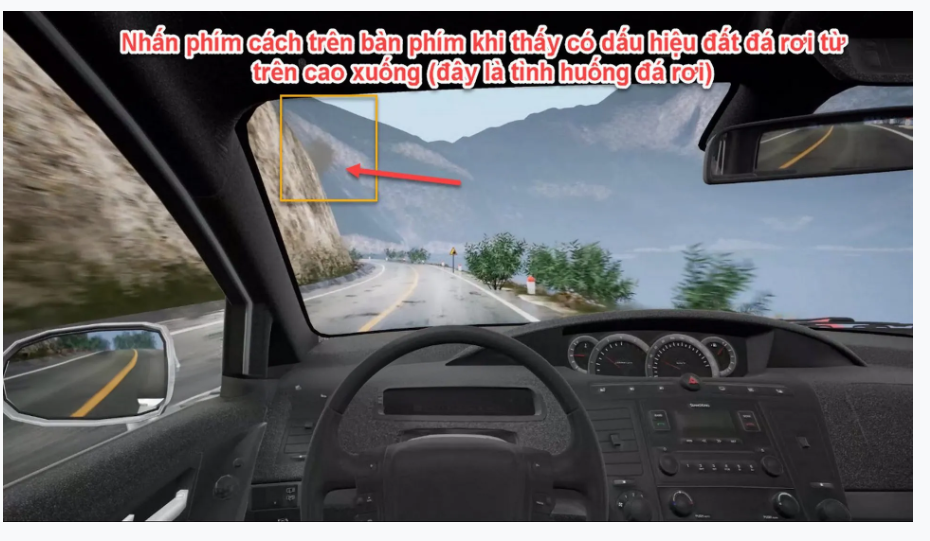 Nhấn phím cách trên bàn phím khi thấy có dấu hiệu đất đá rơi từ
trên cao xuống (đây là tình huống đá rơi)